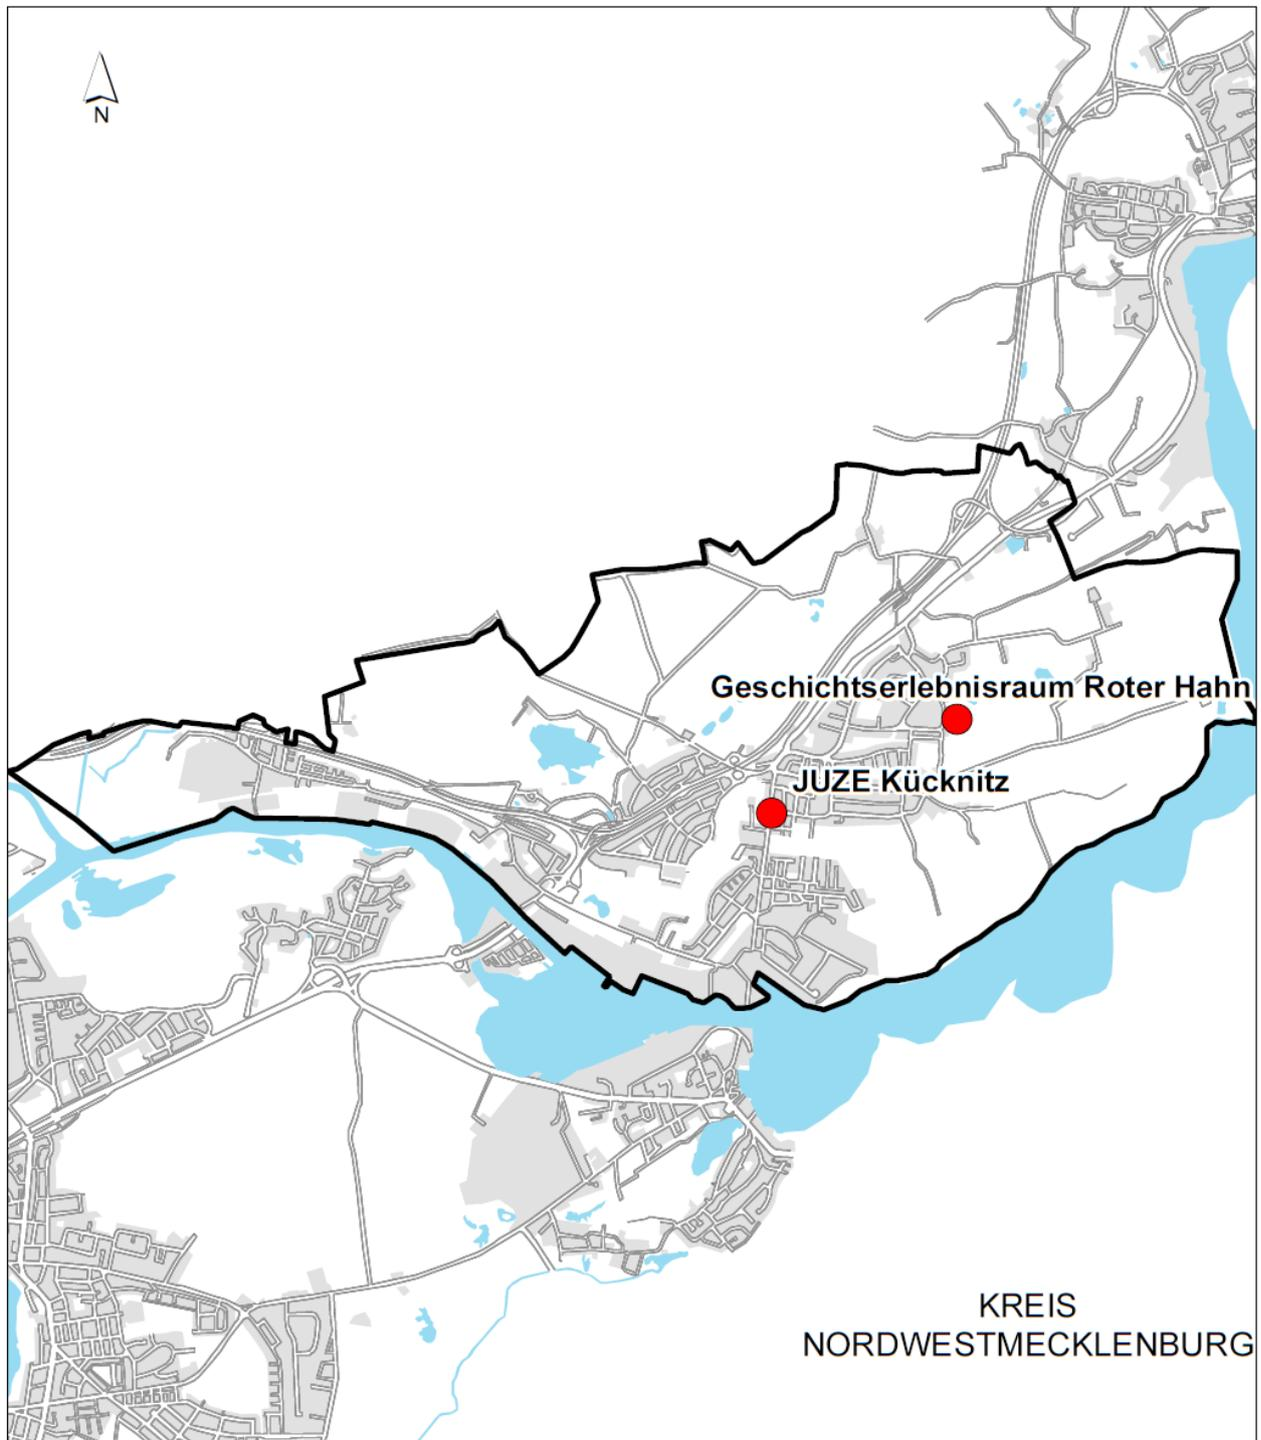 N
Geschichtserlebnisraum Roter Hahn
JUZE Kücknitz
KREIS
NORDWESTMECKLENBURG